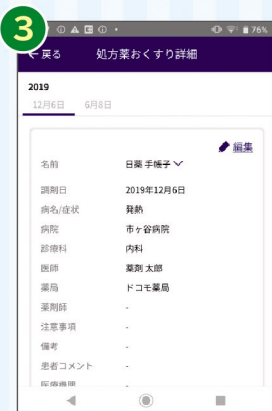 3
76%
←戻る 処方薬おくすり詳細
2019
12月6日 6月8日
編集
名前 日薬 手帳子
調剤日 2019年12月6日
病名/症状 発熱
病院 市ヶ谷病院
診療科 内科
医師 薬剤 太郎
薬局 ドコモ薬局
薬剤師 -
注意事項 -
備考 -
患者コメント -
医療機関 -